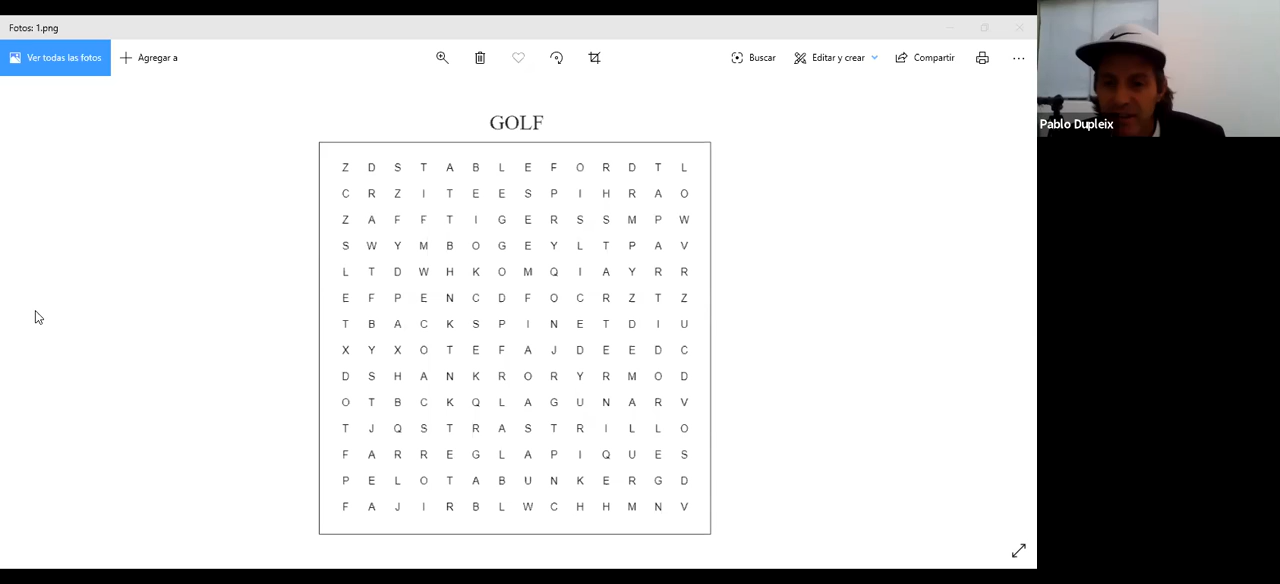 Fotos: 1.png
Ver todas las fotos
Agregar a
Buscar
Editar y crear
Compartir
Pablo Dupleix
GOLF
Z D S T A B L E F O R D T L
C R Z I T E E S P I H R A O
Z A F F T I G E R S S M P W
S W Y M B O G E Y L T P A V
L T D W H K O M Q I A Y R R
E F P E N C D F O C R Z T Z
T B A C K S P I N E T D I U
X Y X O T E F A J D E E D C
D S H A N K R O R Y R M O D
O T B C K Q L A G U N A R V
T J Q S T R A S T R I L L O
F A R R E G L A P I Q U E S
P E L O T A B U N K E R G D
F A J I R B L W C H H M N V